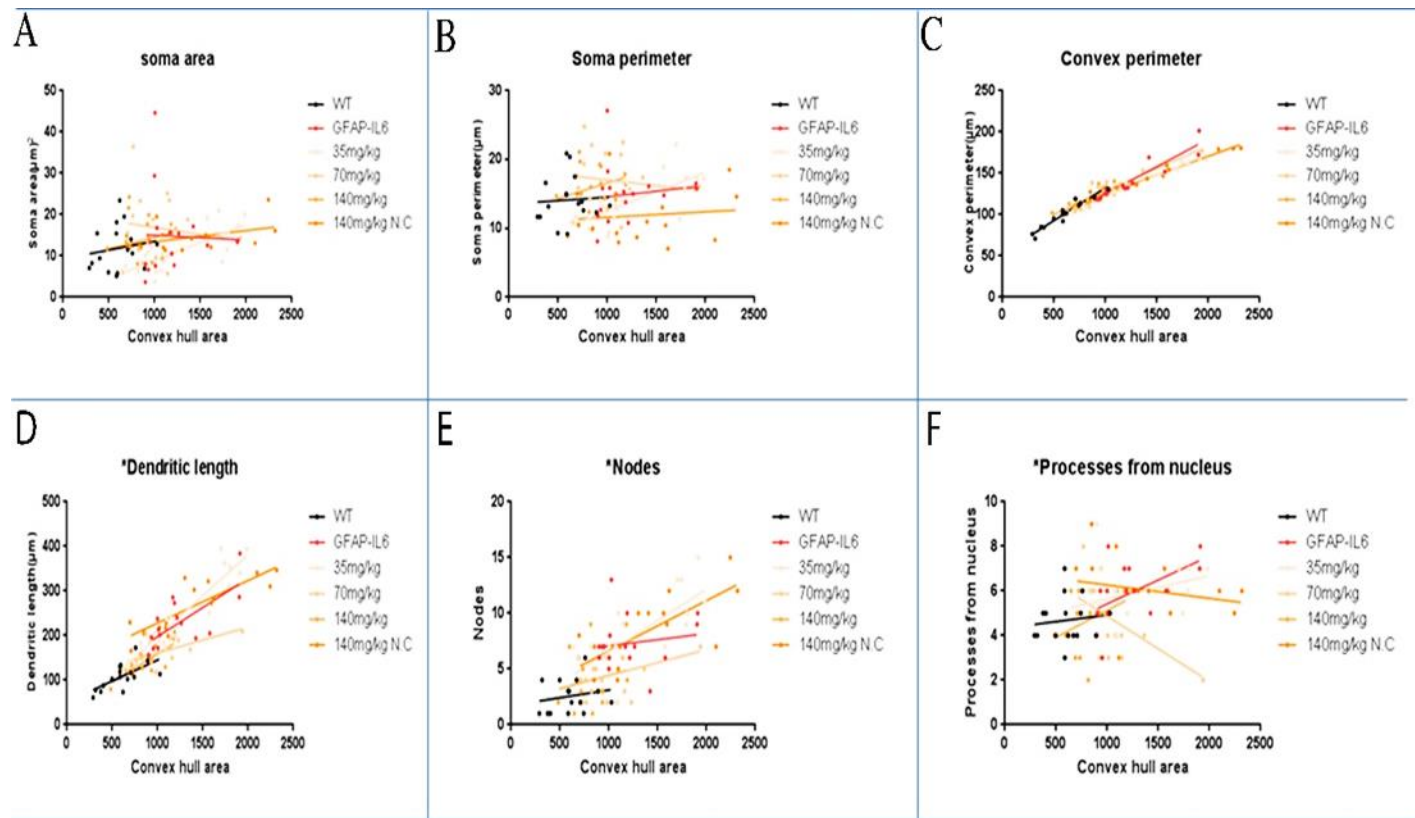 A
soma area
Soma area(µm)²
50
40
30
20
10
0
0 500 1000 1500 2000 2500
Convex hull area
WT
GFAP-IL6
35mg/kg
70mg/kg
140mg/kg
140mg/kg N.C
B
Soma perimeter
Soma perimeter(µm)
30
20
10
0
0 500 1000 1500 2000 2500
Convex hull area
WT
GFAP-IL6
35mg/kg
70mg/kg
140mg/kg
140mg/kg N.C
C
Convex perimeter
Convex perimeter(µm)
250
200
150
100
50
0
0 500 1000 1500 2000 2500
Convex hull area
WT
GFAP-IL6
35mg/kg
70mg/kg
140mg/kg
140mg/kg N.C
D
*Dendritic length
Dendritic length(µm)
500
400
300
200
100
0
0 500 1000 1500 2000 2500
Convex hull area
WT
GFAP-IL6
35mg/kg
70mg/kg
140mg/kg
140mg/kg N.C
E
*Nodes
Nodes
20
15
10
5
0
0 500 1000 1500 2000 2500
Convex hull area
WT
GFAP-IL6
35mg/kg
70mg/kg
140mg/kg
140mg/kg N.C
F
*Processes from nucleus
Processes from nucleus
10
8
6
4
2
0
0 500 1000 1500 2000 2500
Convex hull area
WT
GFAP-IL6
35mg/kg
70mg/kg
140mg/kg
140mg/kg N.C